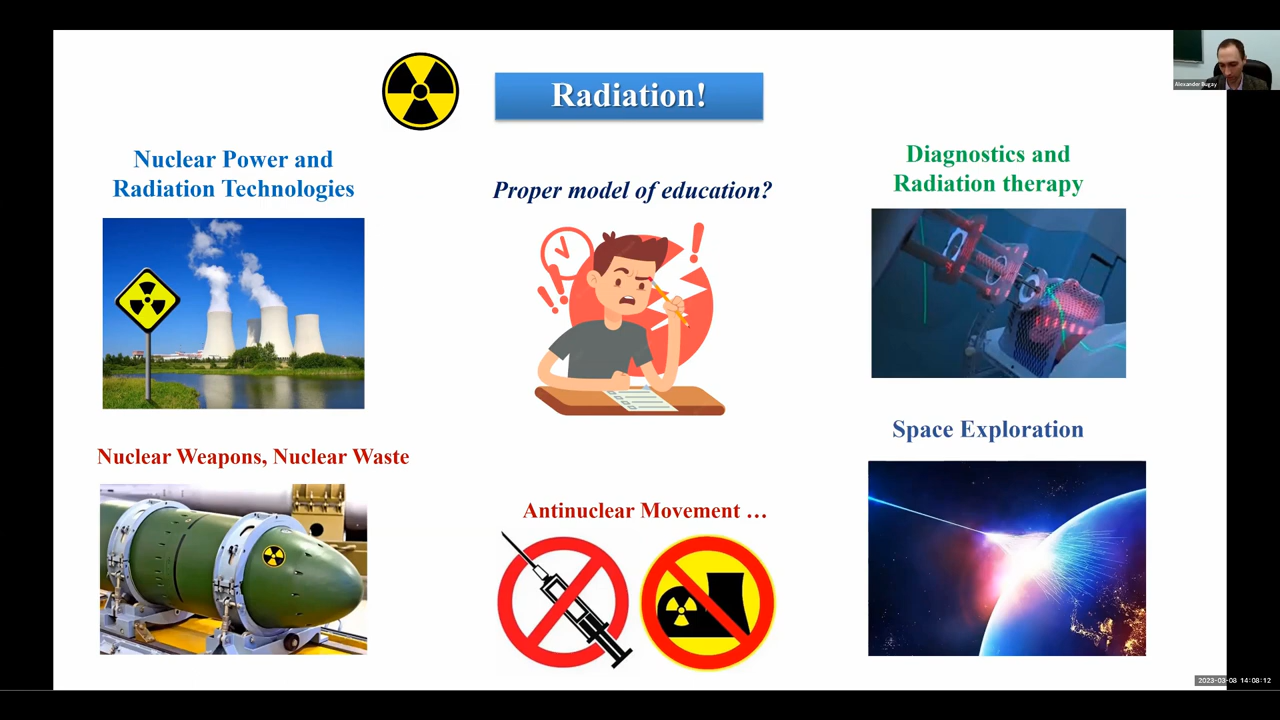 Radiation!
Alexander Bugay
Nuclear Power and
Radiation Technologies
Proper model of education?
Diagnostics and
Radiation therapy
Nuclear Weapons, Nuclear Waste
Antinuclear Movement …
Space Exploration
2023-03-08 14:08:12